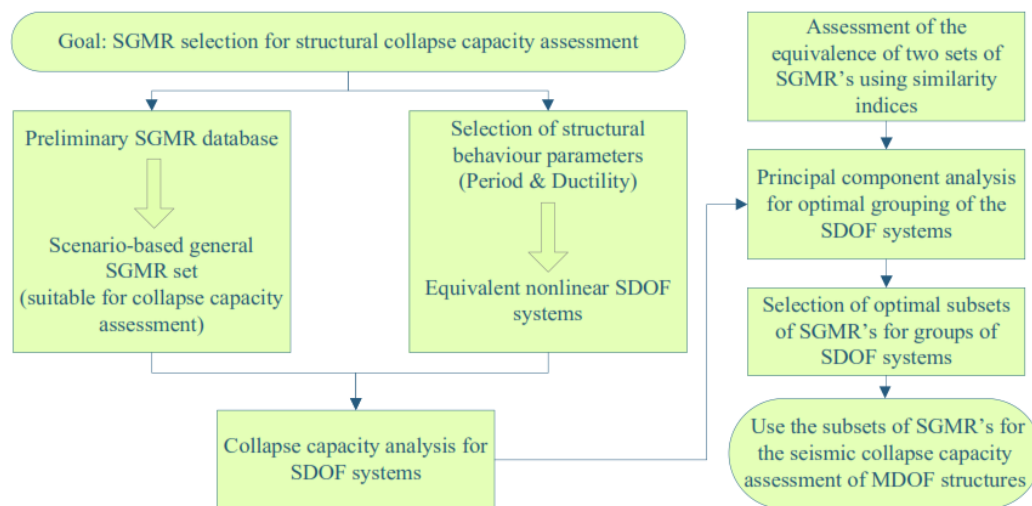 Goal: SGMR selection for structural collapse capacity assessment
Preliminary SGMR database
Scenario-based general
SGMR set
(suitable for collapse capacity
assessment)
Selection of structural
behaviour parameters
(Period & Ductility)
Equivalent nonlinear SDOF
systems
Collapse capacity analysis for
SDOF systems
Assessment of the
equivalence of two sets of
SGMR's using similarity
indices
Principal component analysis
for optimal grouping of the
SDOF systems
Selection of optimal subsets
of SGMR's for groups of
SDOF systems
Use the subsets of SGMR's for
the seismic collapse capacity
assessment of MDOF structures